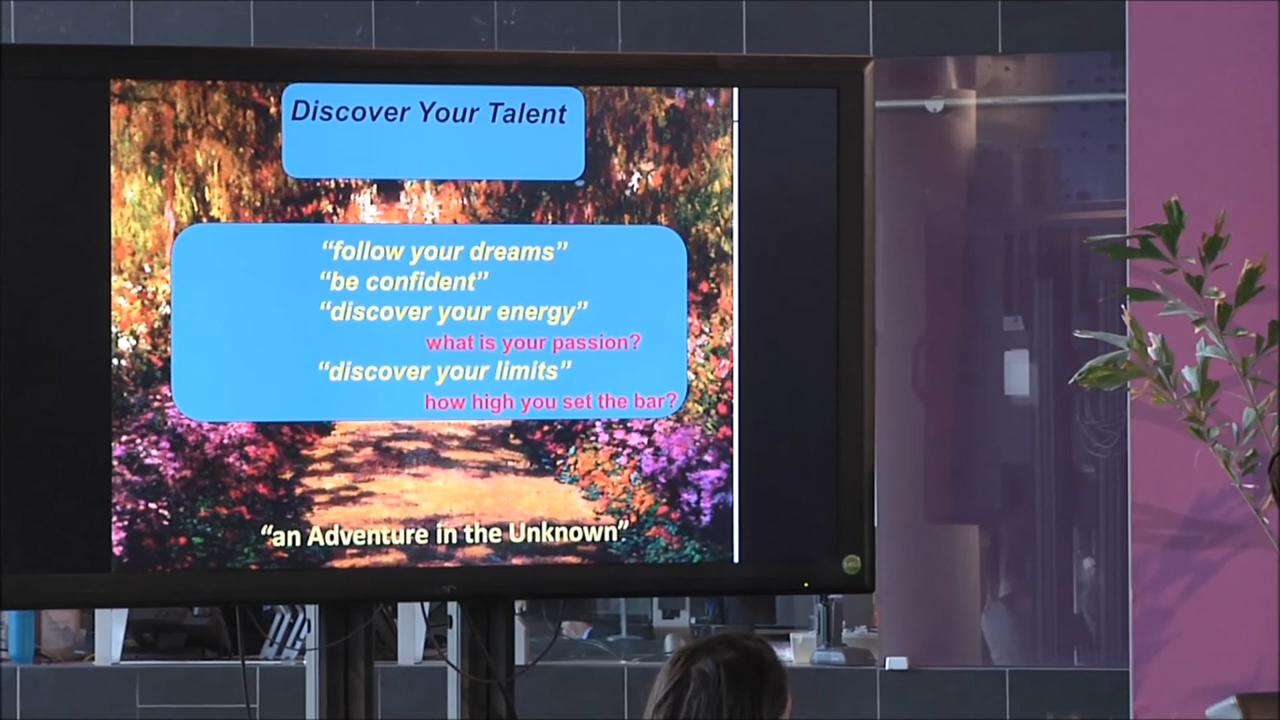 Discover Your Talent
“follow your dreams”
“be confident”
“discover your energy”
what is your passion?
“discover your limits”
how high you set the bar?
“an Adventure in the Unknown”